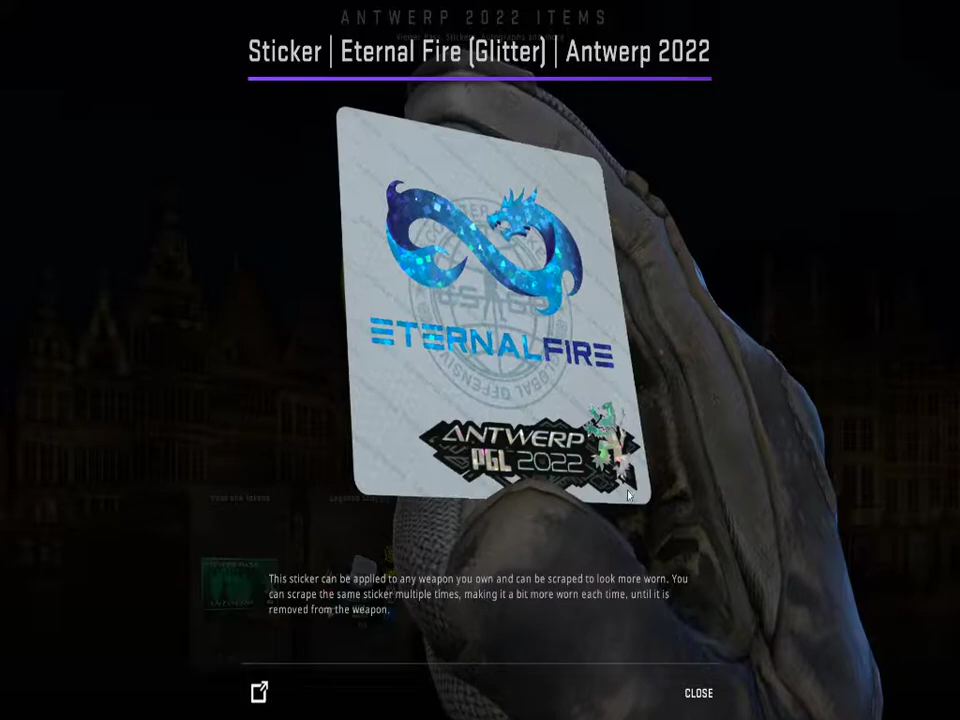 ANTWERP 2022 ITEMS
Sticker | Eternal Fire (Glitter) | Antwerp 2022
ETERNALFIRE
GLOBAL OFFENSIVE
ANTWERP
PGL 2022
This sticker can be applied to any weapon you own and can be scraped to look more worn. You
can scrape the same sticker multiple times, making it a bit more worn each time, until it is
removed from the weapon.
CLOSE